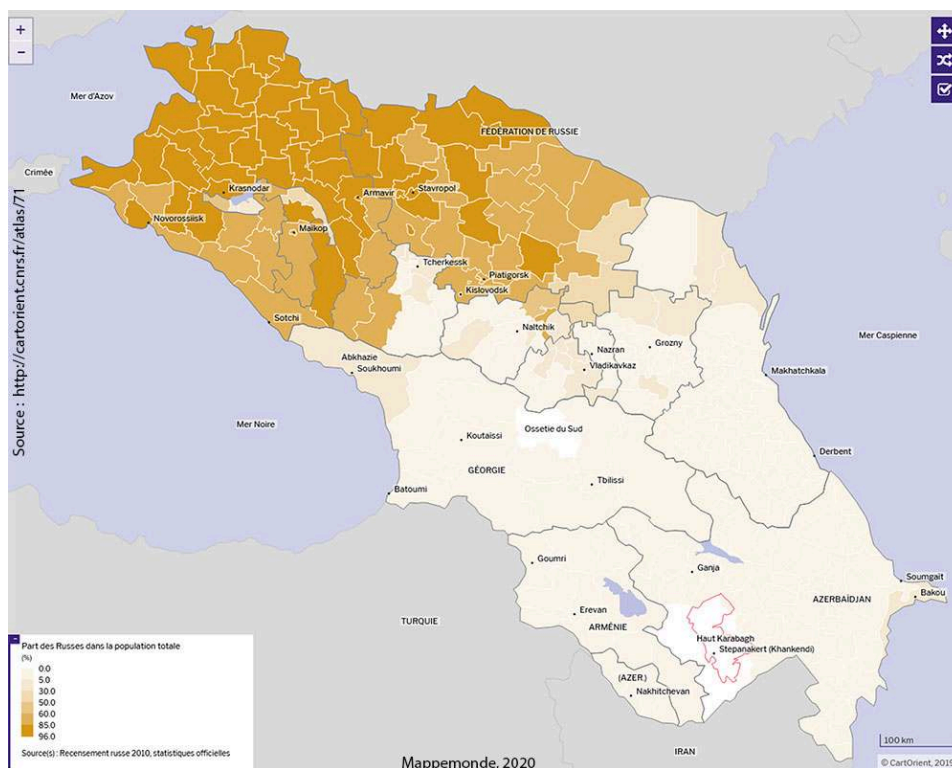 +
−
Mer d'Azov
FÉDÉRATION DE RUSSIE
Crimée
Krasnodar
Armavir
Stavropol
Novorossiisk
Maikop
Tcherkessk
Piatigorsk
Kislovodsk
Sotchi
Naltchik
Nazran
Grozny
Vladikavkaz
Mer Caspienne
Abkhazie
Soukhoumi
Makhatchkala
Mer Noire
Koutaissi
Ossetie du Sud
GÉORGIE
Tbilissi
Derbent
Batoumi
Goumri
Ganja
Soumgaït
Bakou
AZERBAÏDJAN
Erevan
ARMÉNIE
TURQUIE
Haut Karabagh
Stepanakert (Khankendi)
(AZER.)
Nakhitchevan
IRAN
Source : http://cartorient.cnrs.fr/atlas/71
Part des Russes dans la population totale
(%)
0.0
5.0
30.0
50.0
60.0
85.0
96.0
Source(s) : Recensement russe 2010, statistiques officielles
Mappemonde, 2020
100 km
© CartOrient, 2019